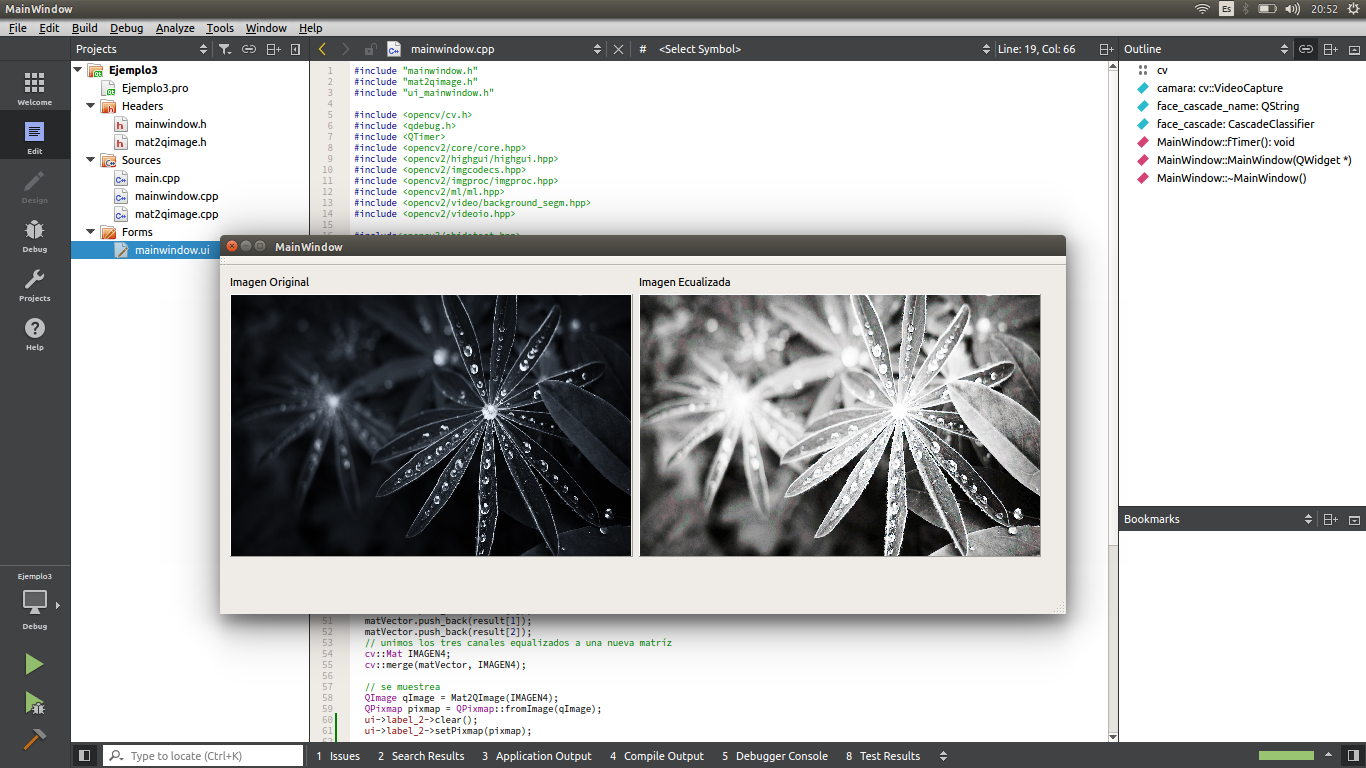 MainWindow
Es
20:52
File Edit Build Debug Analyze Tools Window Help
Projects
mainwindow.cpp
# <Select Symbol>
Line: 19, Col: 66
Outline
Welcome
Edit
Design
Debug
Projects
Help
Ejemplo3
Debug
Ejemplo3
Ejemplo3.pro
Headers
mainwindow.h
mat2qimage.h
Sources
main.cpp
mainwindow.cpp
mat2qimage.cpp
Forms
mainwindow.ui
1 #include "mainwindow.h"
2 #include "mat2qimage.h"
3 #include "ui_mainwindow.h"
4
5 #include <opencv/cv.h>
6 #include <qdebug.h>
7 #include <QTimer>
8 #include <opencv2/core/core.hpp>
9 #include <opencv2/highgui/highgui.hpp>
10 #include <opencv2/imgcodecs.hpp>
11 #include <opencv2/imgproc/imgproc.hpp>
12 #include <opencv2/ml/ml.hpp>
13 #include <opencv2/video/background_segm.hpp>
14 #include <opencv2/videoio.hpp>
15
MainWindow
Imagen Original
Imagen Ecualizada
51 matVector.push_back(result[1]);
52 matVector.push_back(result[2]);
53 // unimos los tres canales equalizados a una nueva matríz
54 cv::Mat IMAGEN4;
55 cv::merge(matVector, IMAGEN4);
56
57 // se muestrea
58 QImage qImage = Mat2QImage(IMAGEN4);
59 QPixmap pixmap = QPixmap::fromImage(qImage);
60 ui->label_2->clear();
61 ui->label_2->setPixmap(pixmap);
cv
camara: cv::VideoCapture
face_cascade_name: QString
face_cascade: CascadeClassifier
MainWindow::fTimer(): void
MainWindow::MainWindow(QWidget *)
MainWindow::~MainWindow()
Bookmarks
Type to locate (Ctrl+K)
1 Issues 2 Search Results 3 Application Output 4 Compile Output 5 Debugger Console 8 Test Results